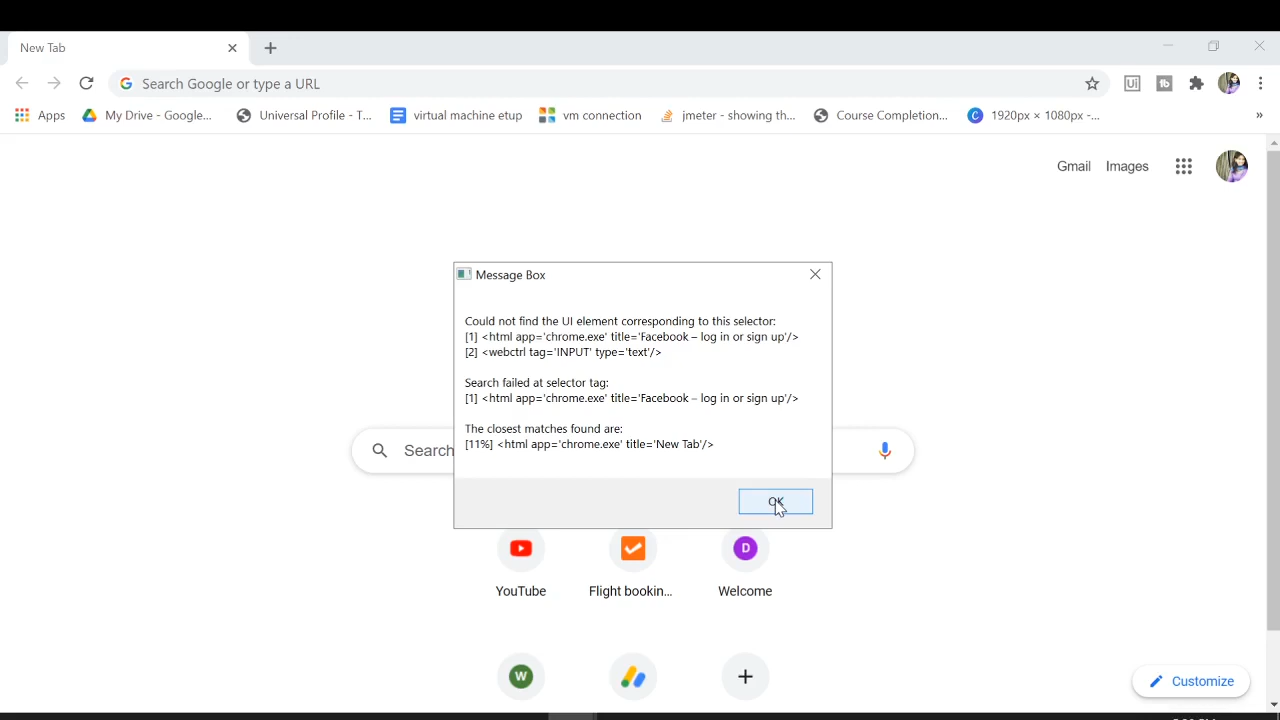 New Tab
Search Google or type a URL
Ui
tb
Apps
My Drive - Google...
Universal Profile - T...
virtual machine etup
vm connection
jmeter - showing th...
Course Completion...
C
1920px × 1080px -...
»
Gmail
Images
Message Box
Could not find the UI element corresponding to this selector:
[1] <html app='chrome.exe' title='Facebook – log in or sign up'/>
[2] <webctrl tag='INPUT' type='text'/>
Search failed at selector tag:
[1] <html app='chrome.exe' title='Facebook – log in or sign up'/>
The closest matches found are:
[11%] <html app='chrome.exe' title='New Tab'/>
Search
OK
D
YouTube
Flight bookin...
Welcome
W
Customize